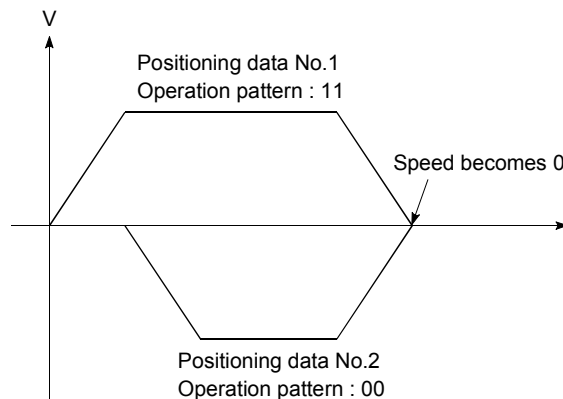 V
Positioning data No.1
Operation pattern : 11
Speed becomes 0
Positioning data No.2
Operation pattern : 00